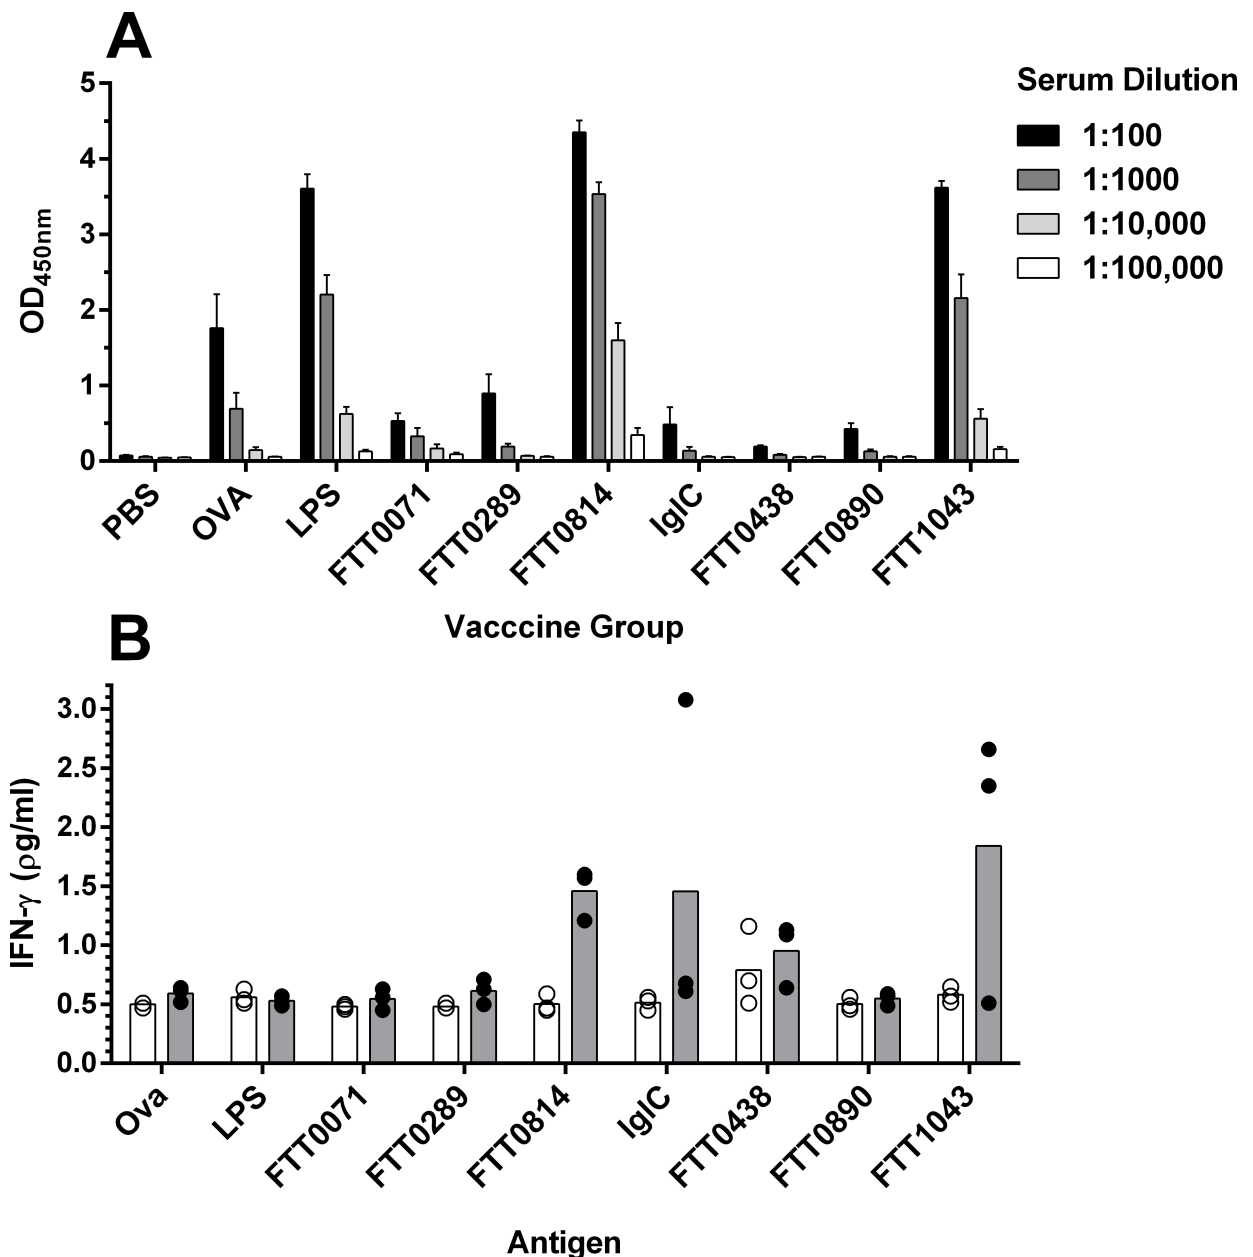 A
5
4
3
2
1
0
OD450nm
Serum Dilution
1:100
1:1000
1:10,000
1:100,000
PBS
OVA
LPS
FTT0071
FTT0289
FTT0814
IglC
FTT0438
FTT0890
FTT1043
Vacccine Group
B
3.0
2.5
2.0
1.5
1.0
0.5
0.0
IFN-γ (ρg/ml)
Ova
LPS
FTT0071
FTT0289
FTT0814
IglC
FTT0438
FTT0890
FTT1043
Antigen